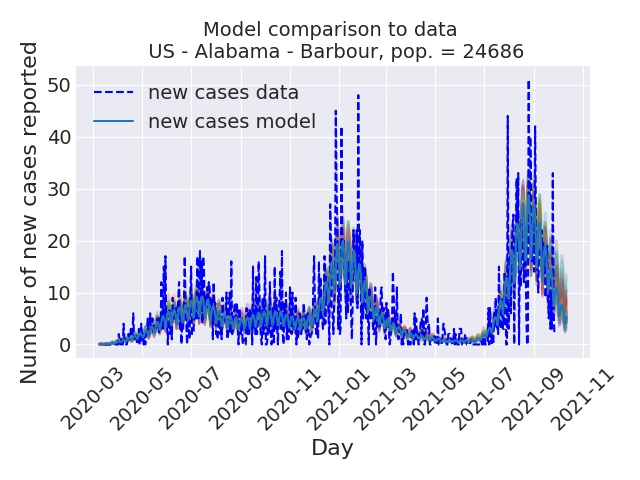 Model comparison to data
US - Alabama - Barbour, pop. = 24686
Number of new cases reported
50
40
30
20
10
0
new cases data
new cases model
2020-03
2020-05
2020-07
2020-09
2020-11
2021-01
2021-03
2021-05
2021-07
2021-09
2021-11
Day